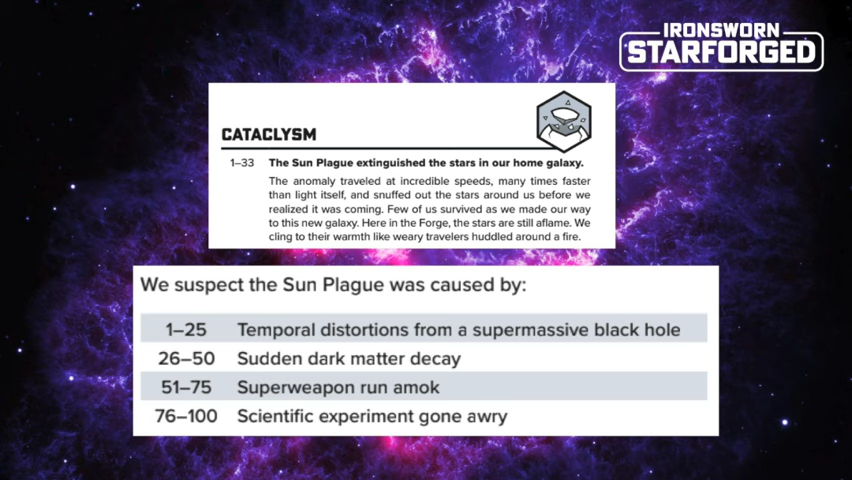 IRONSWORN
STARFORGED
CATACLYSM
1–33 The Sun Plague extinguished the stars in our home galaxy.
The anomaly traveled at incredible speeds, many times faster
than light itself, and snuffed out the stars around us before we
realized it was coming. Few of us survived as we made our way
to this new galaxy. Here in the Forge, the stars are still aflame. We
cling to their warmth like weary travelers huddled around a fire.
We suspect the Sun Plague was caused by:
1–25 Temporal distortions from a supermassive black hole
26–50 Sudden dark matter decay
51–75 Superweapon run amok
76–100 Scientific experiment gone awry